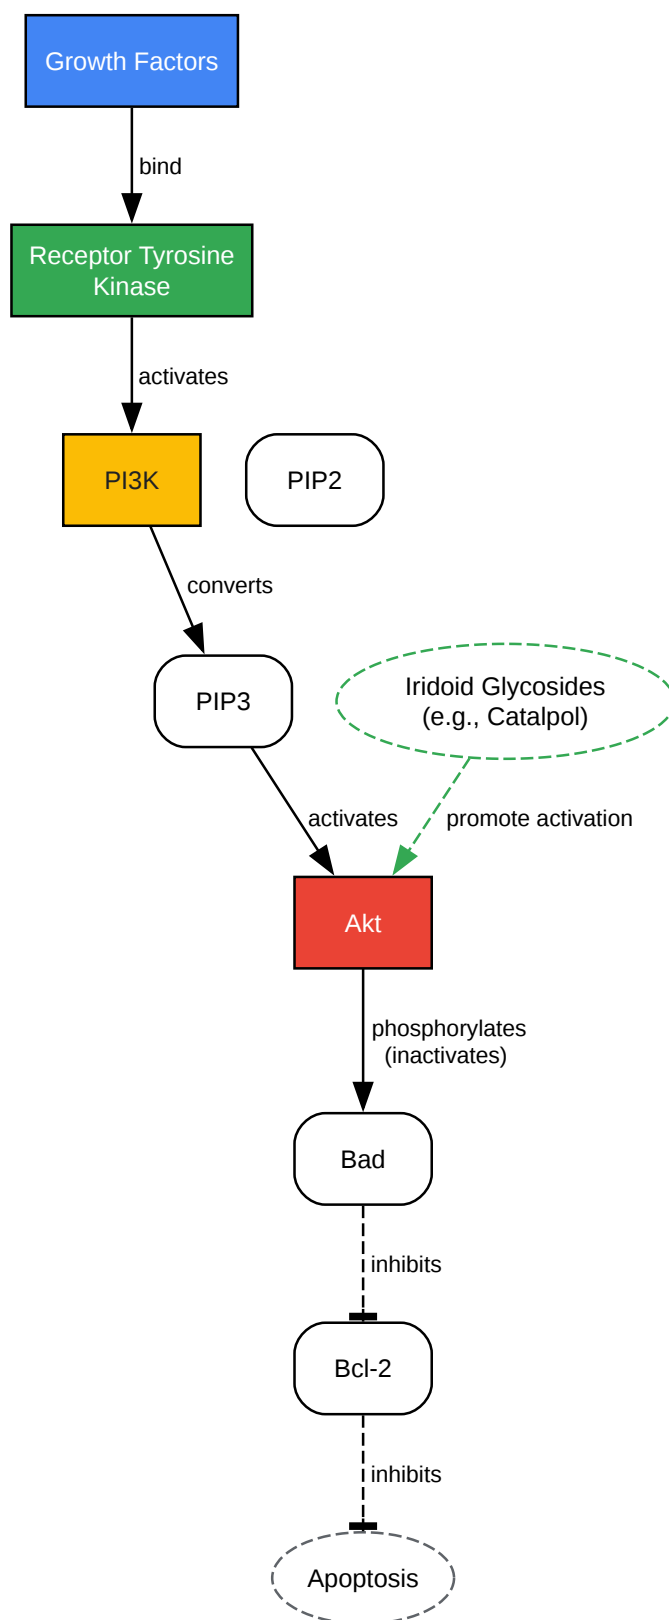 Growth Factors
bind
Receptor Tyrosine
Kinase
activates
PI3K
PIP2
converts
PIP3
Iridoid Glycosides
(e.g., Catalpol)
activates
promote activation
Akt
phosphorylates
(inactivates)
Bad
inhibits
Bcl-2
inhibits
Apoptosis